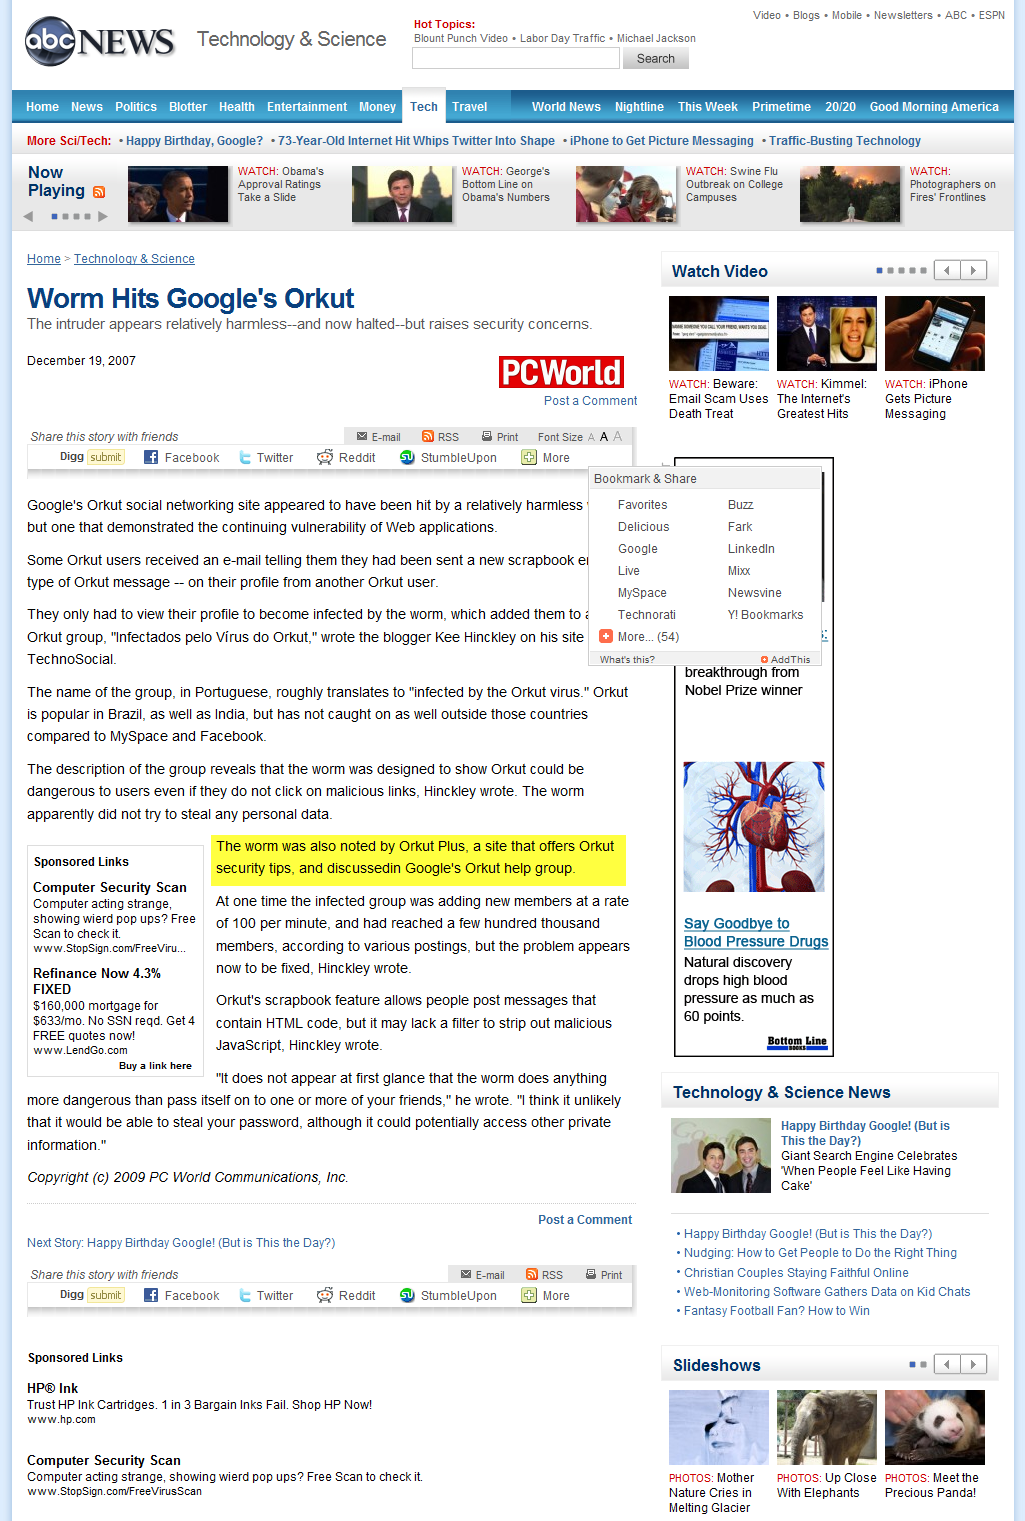 Video • Blogs • Mobile • Newsletters • ABC • ESPN
abc NEWS
Technology & Science
Hot Topics:
Blount Punch Video • Labor Day Traffic • Michael Jackson
Search
Home News Politics Blotter Health Entertainment Money Tech Travel World News Nightline This Week Primetime 20/20 Good Morning America
More Sci/Tech: • Happy Birthday, Google? • 73-Year-Old Internet Hit Whips Twitter Into Shape • iPhone to Get Picture Messaging • Traffic-Busting Technology
Now
Playing
WATCH: Obama's
Approval Ratings
Take a Slide
WATCH: George's
Bottom Line on
Obama's Numbers
WATCH: Swine Flu
Outbreak on College
Campuses
WATCH:
Photographers on
Fires' Frontlines
Home > Technology & Science
Worm Hits Google's Orkut
The intruder appears relatively harmless--and now halted--but raises security concerns.
December 19, 2007
PCWorld
Post a Comment
Share this story with friends
E-mail RSS Print Font Size A A A
Digg submit Facebook Twitter Reddit StumbleUpon More
Google's Orkut social networking site appeared to have been hit by a relatively harmless
but one that demonstrated the continuing vulnerability of Web applications.
Some Orkut users received an e-mail telling them they had been sent a new scrapbook
type of Orkut message -- on their profile from another Orkut user.
They only had to view their profile to become infected by the worm, which added them to
Orkut group, "Infectados pelo Vírus do Orkut," wrote the blogger Kee Hinckley on his site
TechnoSocial.
The name of the group, in Portuguese, roughly translates to "infected by the Orkut virus." Orkut
is popular in Brazil, as well as India, but has not caught on as well outside those countries
compared to MySpace and Facebook.
The description of the group reveals that the worm was designed to show Orkut could be
dangerous to users even if they do not click on malicious links, Hinckley wrote. The worm
apparently did not try to steal any personal data.
The worm was also noted by Orkut Plus, a site that offers Orkut
security tips, and discussedin Google's Orkut help group.
At one time the infected group was adding new members at a rate
of 100 per minute, and had reached a few hundred thousand
members, according to various postings, but the problem appears
now to be fixed, Hinckley wrote.
Orkut's scrapbook feature allows people post messages that
contain HTML code, but it may lack a filter to strip out malicious
JavaScript, Hinckley wrote.
"It does not appear at first glance that the worm does anything
more dangerous than pass itself on to one or more of your friends," he wrote. "I think it unlikely
that it would be able to steal your password, although it could potentially access other private
information."
Copyright (c) 2009 PC World Communications, Inc.
Sponsored Links
Computer Security Scan
Computer acting strange,
showing wierd pop ups? Free
Scan to check it.
www.StopSign.com/FreeViru...
Refinance Now 4.3%
FIXED
$160,000 mortgage for
$633/mo. No SSN reqd. Get 4
FREE quotes now!
www.LendGo.com
Buy a link here
Post a Comment
Next Story: Happy Birthday Google! (But is This the Day?)
Share this story with friends
E-mail RSS Print
Digg submit Facebook Twitter Reddit StumbleUpon More
Sponsored Links
HP® Ink
Trust HP Ink Cartridges. 1 in 3 Bargain Inks Fail. Shop HP Now!
www.hp.com
Computer Security Scan
Computer acting strange, showing wierd pop ups? Free Scan to check it.
www.StopSign.com/FreeVirusScan
Bookmark & Share
Favorites Buzz
Delicious Fark
Google LinkedIn
Live Mixx
MySpace Newsvine
Technorati Y! Bookmarks
More... (54)
What's this? AddThis
Watch Video
WATCH: Beware:
Email Scam Uses
Death Treat
WATCH: Kimmel:
The Internet's
Greatest Hits
WATCH: iPhone
Gets Picture
Messaging
breakthrough from
Nobel Prize winner
Say Goodbye to
Blood Pressure Drugs
Natural discovery
drops high blood
pressure as much as
60 points.
Bottom Line
BOOKS
Technology & Science News
Happy Birthday Google! (But is
This the Day?)
Giant Search Engine Celebrates
'When People Feel Like Having
Cake'
• Happy Birthday Google! (But is This the Day?)
• Nudging: How to Get People to Do the Right Thing
• Christian Couples Staying Faithful Online
• Web-Monitoring Software Gathers Data on Kid Chats
• Fantasy Football Fan? How to Win
Slideshows
PHOTOS: Mother
Nature Cries in
Melting Glacier
PHOTOS: Up Close
With Elephants
PHOTOS: Meet the
Precious Panda!